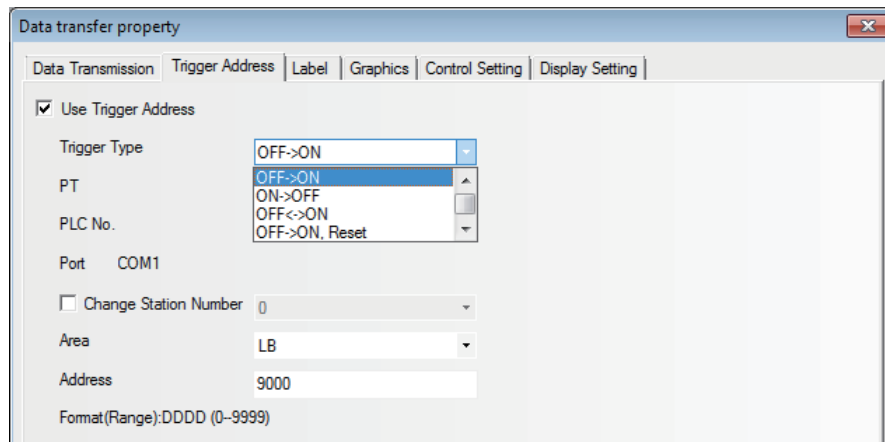 Data transfer property
Data Transmission Trigger Address Label Graphics Control Setting Display Setting
Use Trigger Address
Trigger Type OFF->ON
OFF->ON
PT
ON->OFF
OFF<->ON
PLC No.
OFF->ON, Reset
Port COM1
Change Station Number 0
Area LB
Address 9000
Format(Range):DDDD (0--9999)